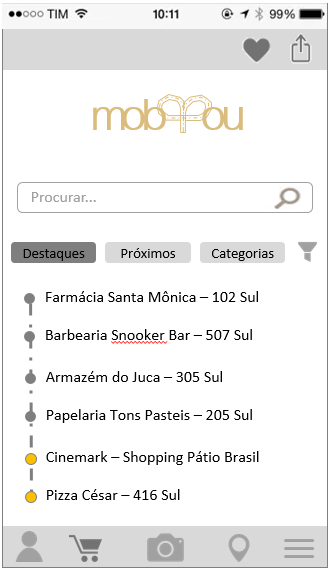 TIM 10:11 99%
mobyou
Procurar...
Destaques Próximos Categorias
Farmácia Santa Mônica – 102 Sul
Barbearia Snooker Bar – 507 Sul
Armazém do Juca – 305 Sul
Papelaria Tons Pasteis – 205 Sul
Cinemark – Shopping Pátio Brasil
Pizza César – 416 Sul